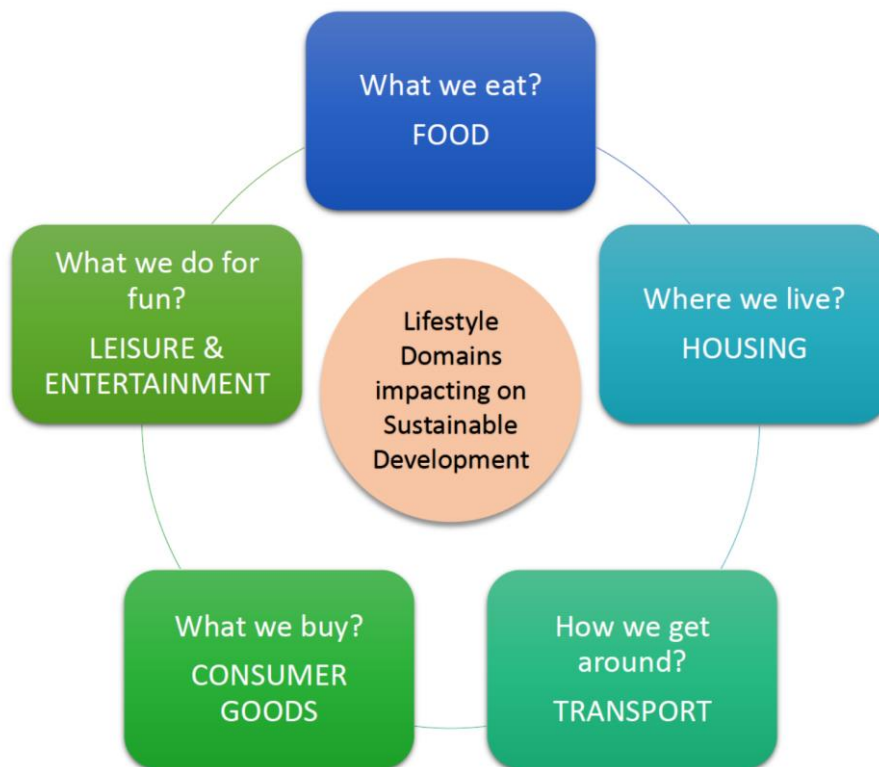 What we eat?
FOOD
What we do for
fun?
LEISURE &
ENTERTAINMENT
Lifestyle
Domains
impacting on
Sustainable
Development
Where we live?
HOUSING
What we buy?
CONSUMER
GOODS
How we get
around?
TRANSPORT